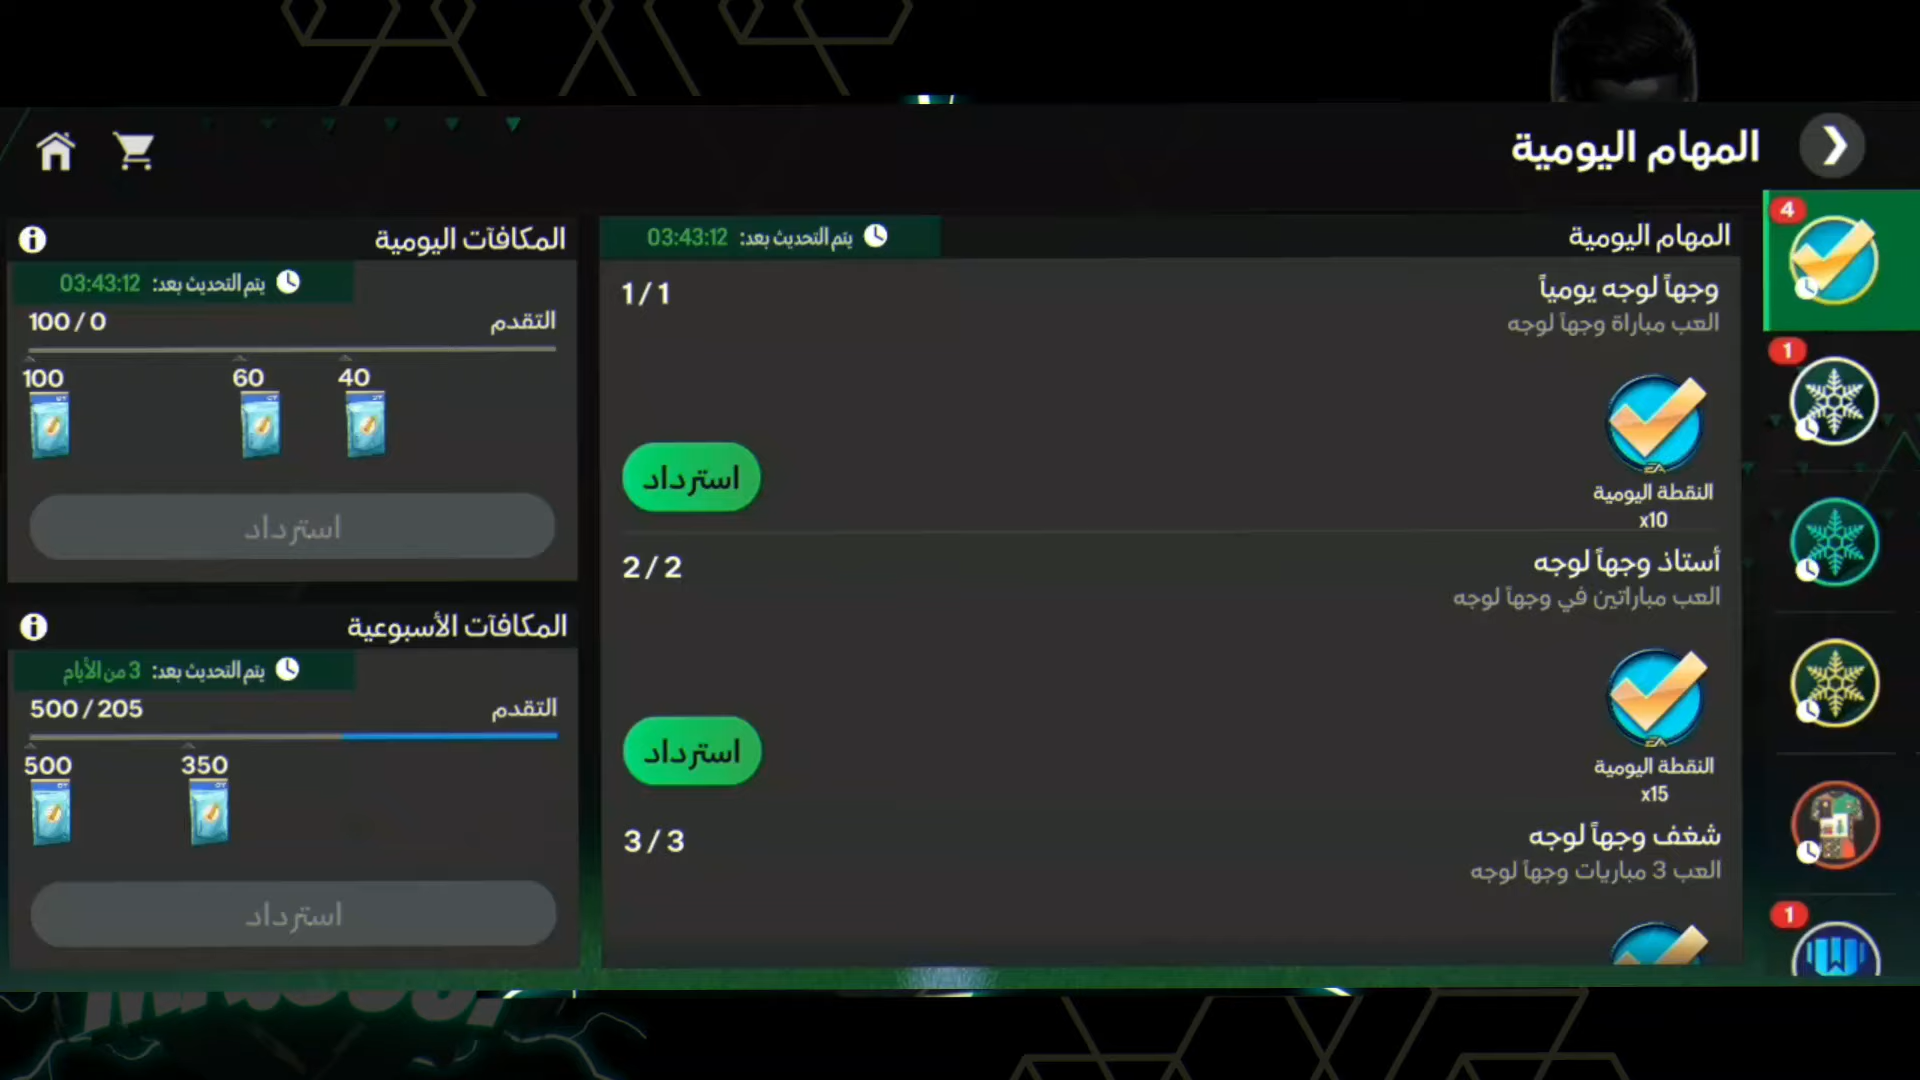 المهام اليومية
4
1
1
المهام اليومية
يتم التحديث بعد: 03:43:12
وجهاً لوجه يومياً
العب مباراة وجهاً لوجه
1/1
EA
النقطة اليومية
x10
استرداد
أستاذ وجهاً لوجه
العب مباراتين في وجهاً لوجه
2/2
EA
النقطة اليومية
x15
استرداد
شغف وجهاً لوجه
العب 3 مباريات وجهاً لوجه
3/3
المكافآت اليومية
يتم التحديث بعد: 03:43:12
التقدم
100/0
40
60
100
استرداد
المكافآت الأسبوعية
يتم التحديث بعد: 3 من الأيام
التقدم
500/205
350
500
استرداد